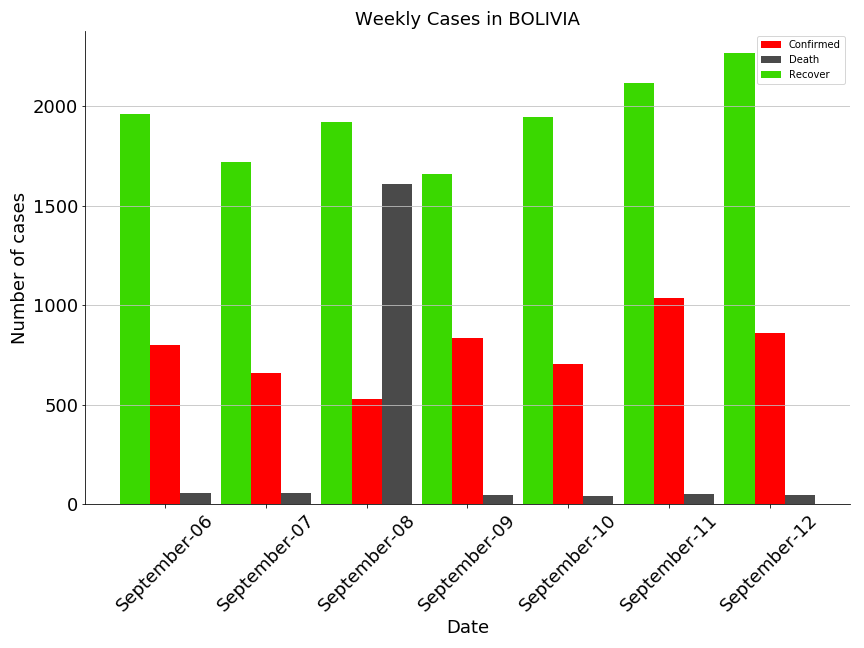 Weekly Cases in BOLIVIA
Confirmed
Death
Recover
Number of cases
2000
1500
1000
500
0
September-06
September-07
September-08
September-09
September-10
September-11
September-12
Date